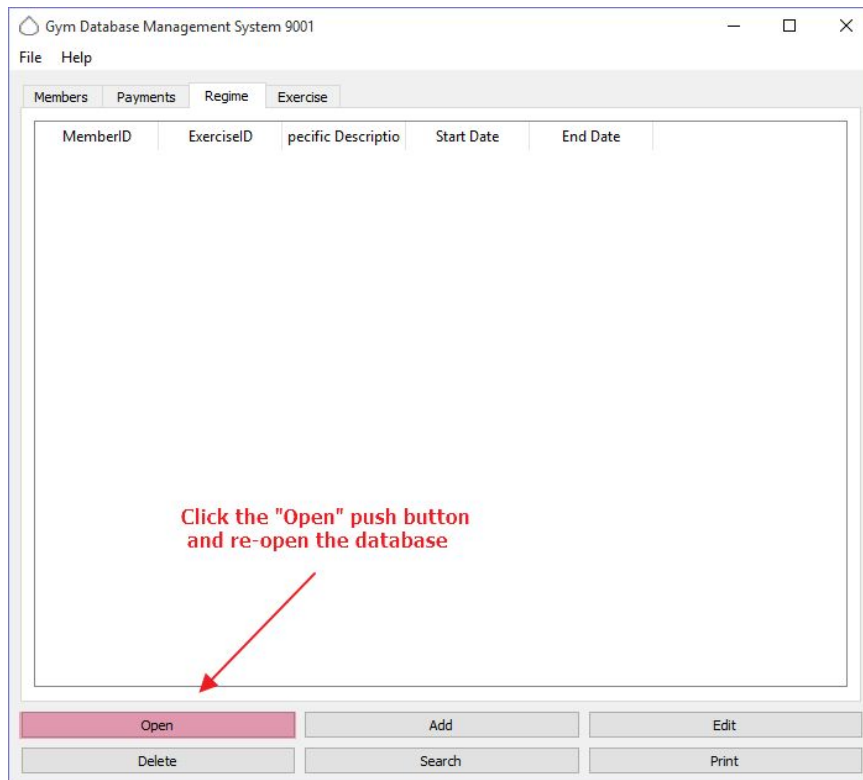 Gym Database Management System 9001
File Help
Members Payments Regime Exercise
MemberID ExerciseID pecific Descriptio Start Date End Date
Click the "Open" push button
and re-open the database
Open Add Edit
Delete Search Print